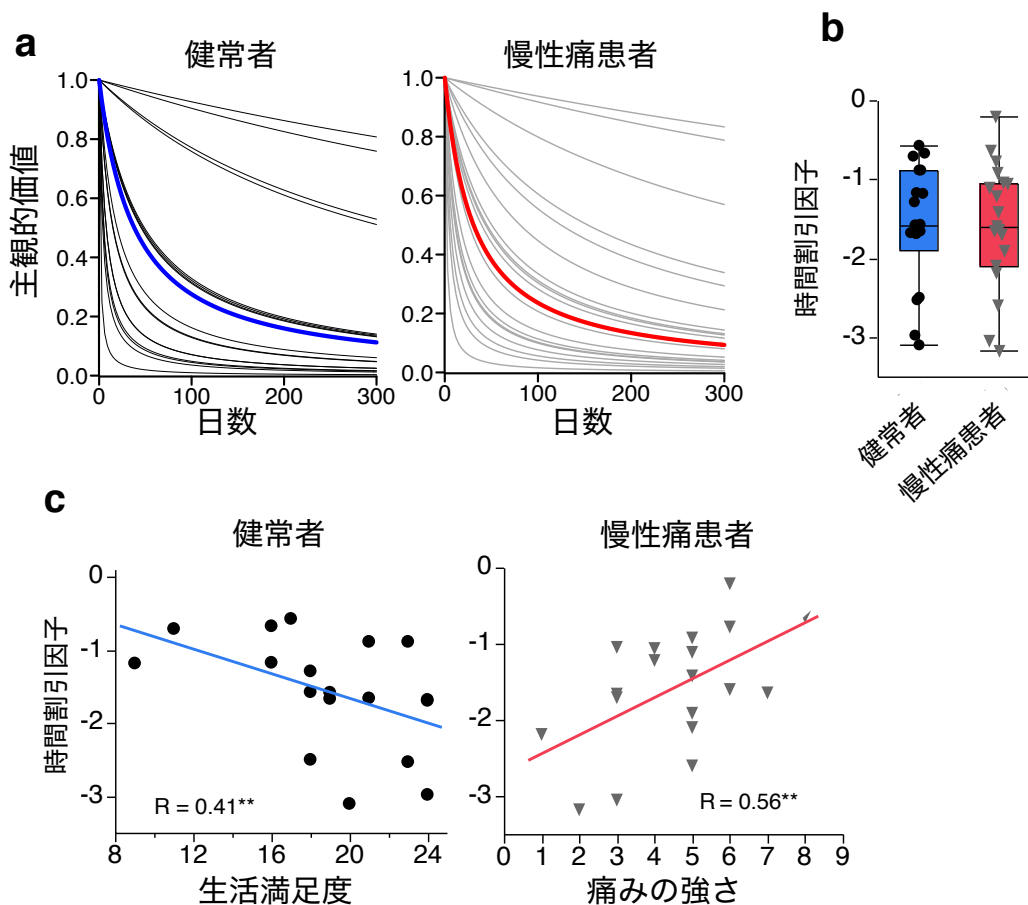 a
健常者
慢性痛患者
主観的価値
1.0
0.8
0.6
0.4
0.2
0.0
0
100
200
300
日数
1.0
0.8
0.6
0.4
0.2
0.0
0
100
200
300
日数
b
時間割引因子
0
-1
-2
-3
健常者
慢性痛患者
c
健常者
慢性痛患者
時間割引因子
0
-1
-2
-3
R = 0.41**
8
12
16
20
24
生活満足度
0
-1
-2
-3
R = 0.56**
0
1
2
3
4
5
6
7
8
9
痛みの強さ